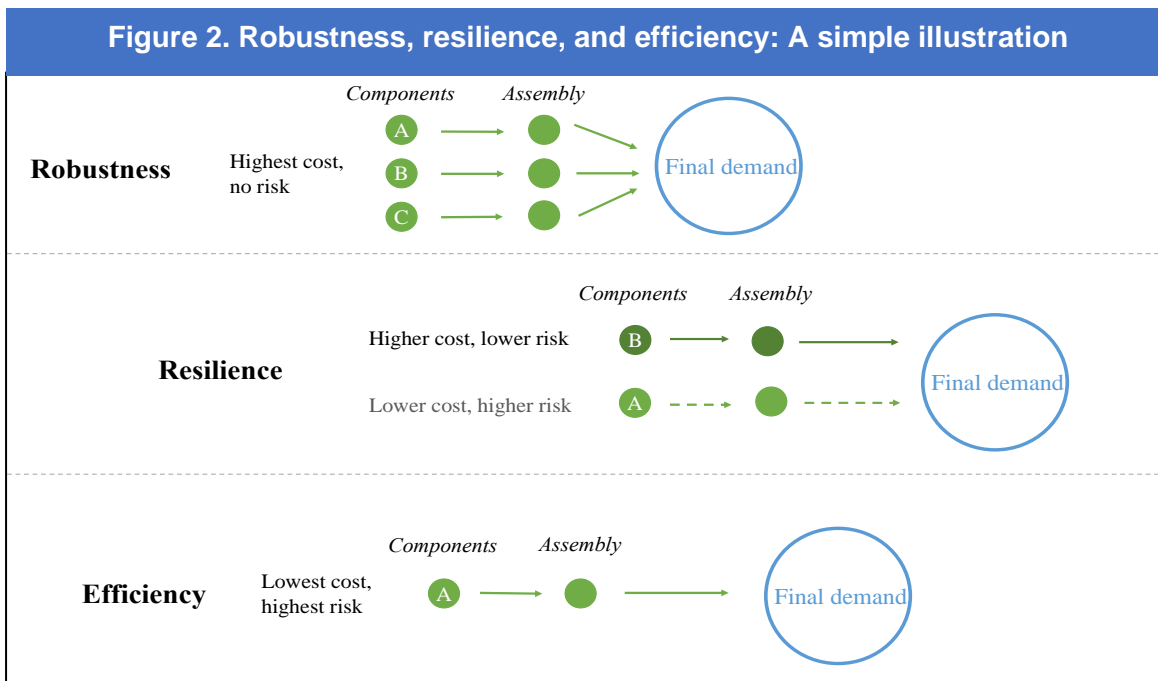 Figure 2. Robustness, resilience, and efficiency: A simple illustration
Components Assembly
Robustness
Highest cost,
no risk
A
B
C
Final demand
Components Assembly
Resilience
Higher cost, lower risk
B
Lower cost, higher risk
A
Final demand
Components Assembly
Efficiency
Lowest cost,
highest risk
A
Final demand